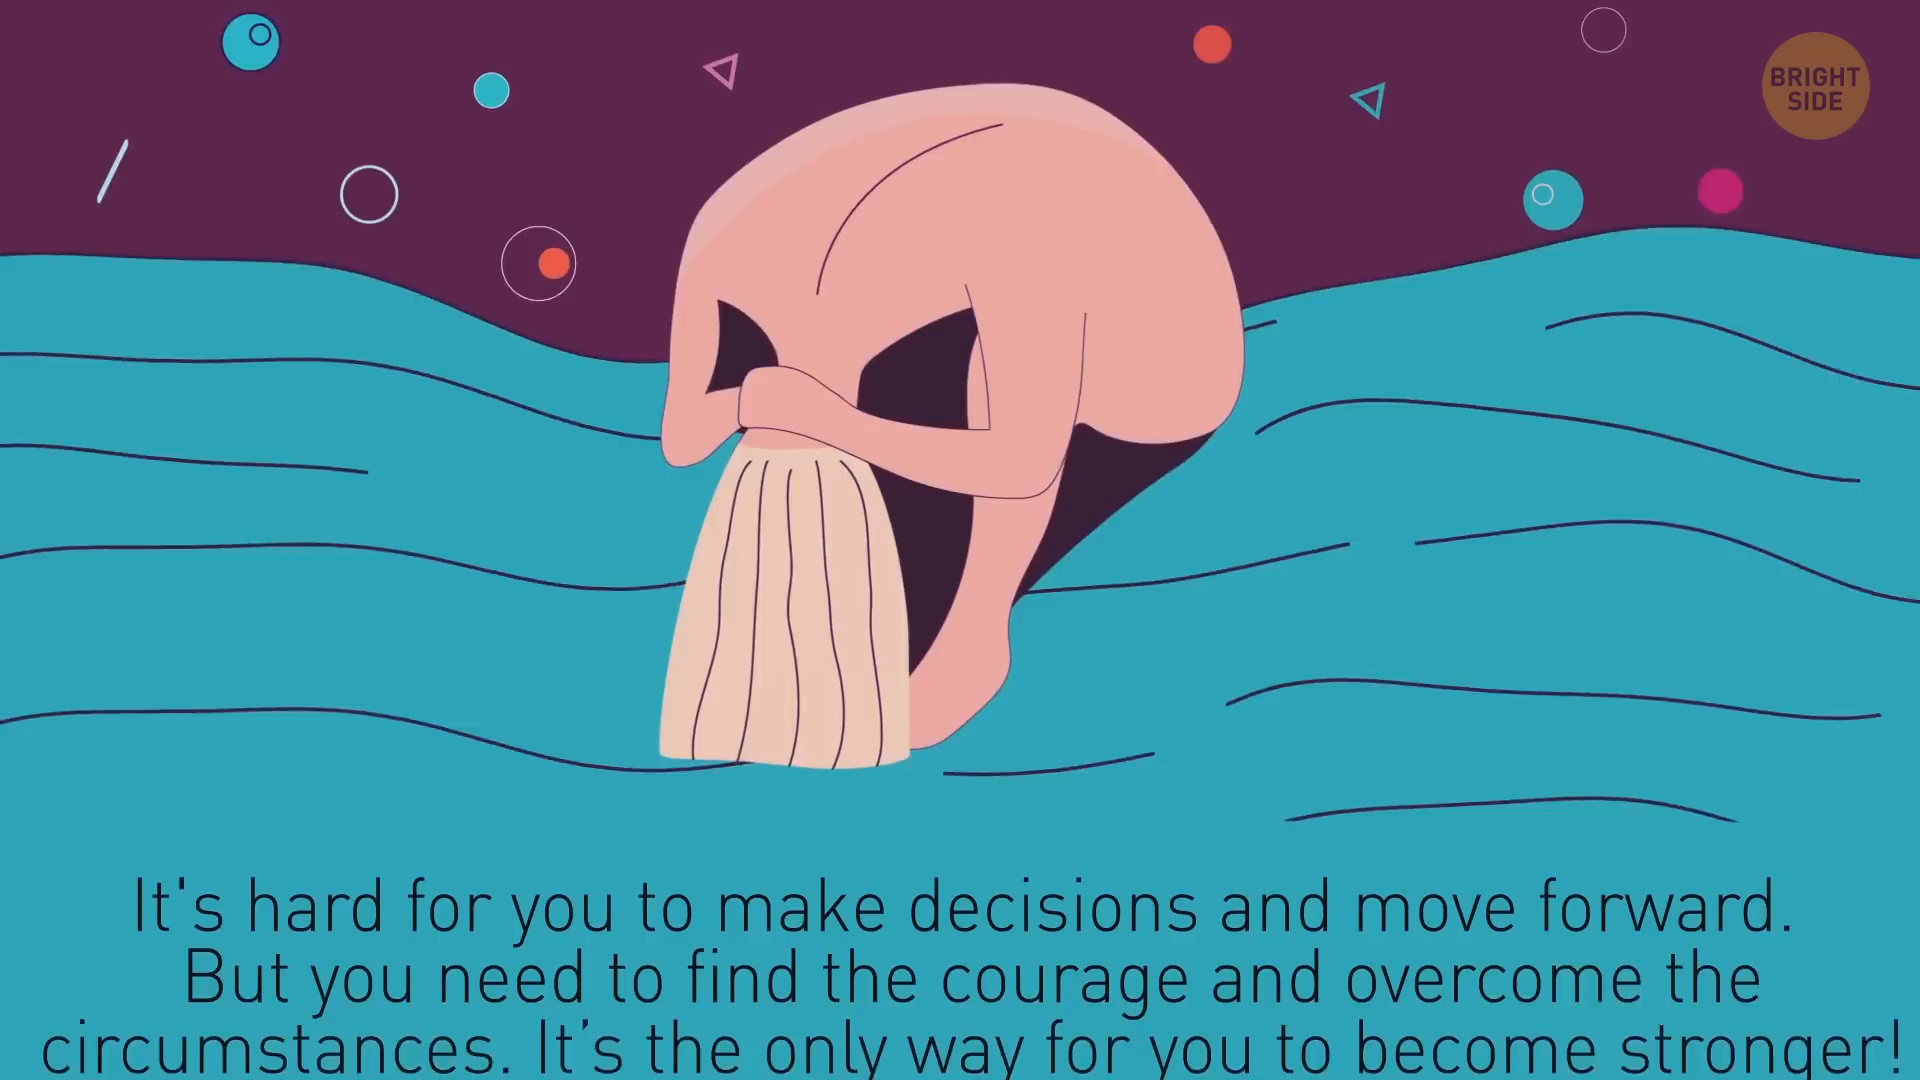 BRIGHT
SIDE
It's hard for you to make decisions and move forward.
But you need to find the courage and overcome the
circumstances. It’s the only way for you to become stronger!